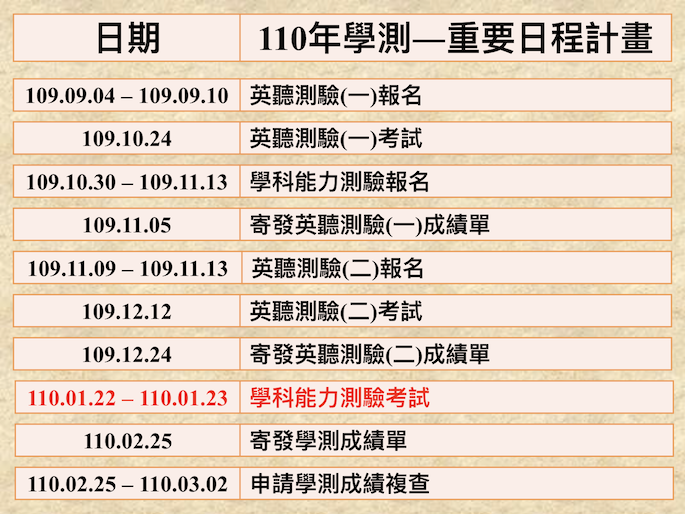 日期 110年學測—重要日程計畫
109.09.04 – 109.09.10 英聽測驗(一)報名
109.10.24 英聽測驗(一)考試
109.10.30 – 109.11.13 學科能力測驗報名
109.11.05 寄發英聽測驗(一)成績單
109.11.09 – 109.11.13 英聽測驗(二)報名
109.12.12 英聽測驗(二)考試
109.12.24 寄發英聽測驗(二)成績單
110.01.22 – 110.01.23 學科能力測驗考試
110.02.25 寄發學測成績單
110.02.25 – 110.03.02 申請學測成績複查